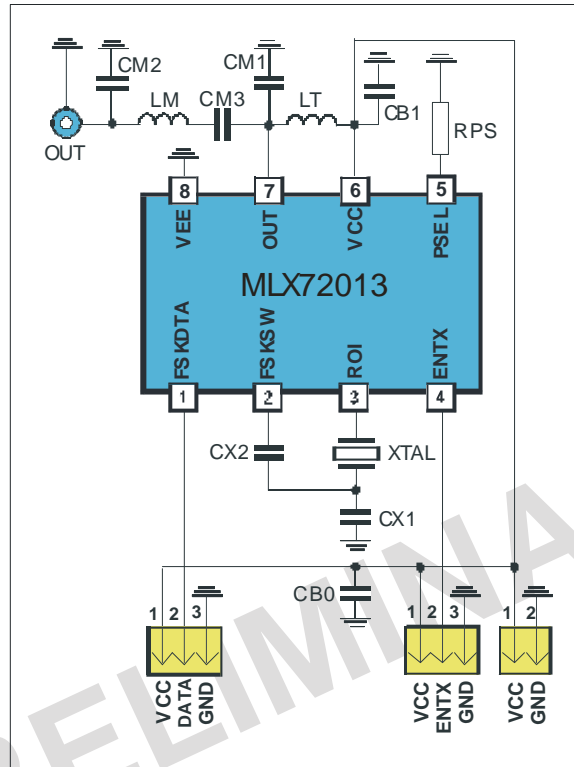 CM2
CM1
LM
CM3
LT
CB1
RPS
OUT
8
7
6
5
VEE
OUT
VCC
PSEL
MLX72013
FSKDTA
FSKSW
ROI
ENTX
1
2
3
4
CX2
XTAL
CX1
CB0
1 2 3
1 2 3
1 2
VCC
DATA
GND
VCC
ENTX
GND
VCC
GND